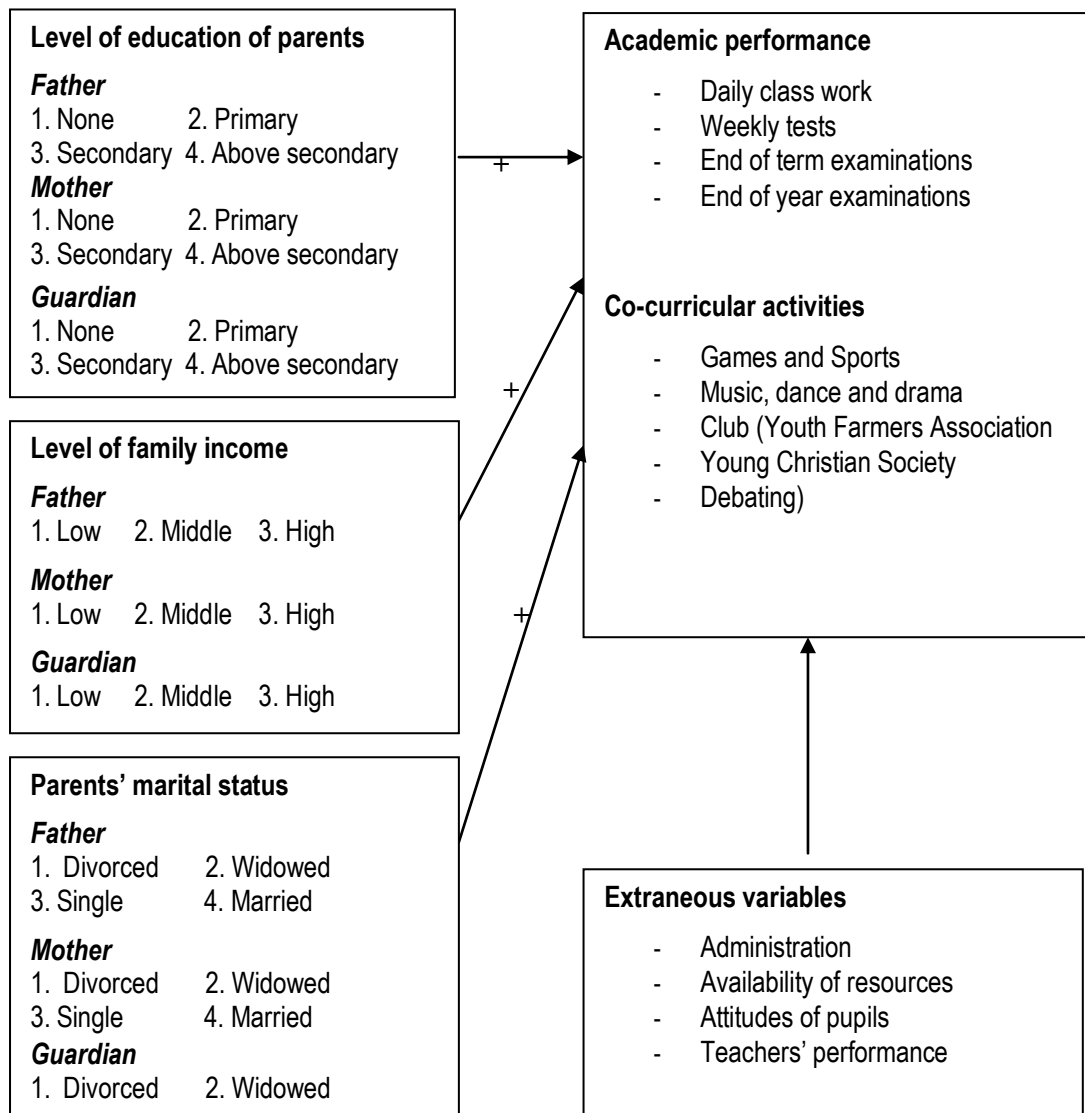 Level of education of parents
Father
1. None 2. Primary
3. Secondary 4. Above secondary
Mother
1. None 2. Primary
3. Secondary 4. Above secondary
Guardian
1. None 2. Primary
3. Secondary 4. Above secondary
Level of family income
Father
1. Low 2. Middle 3. High
Mother
1. Low 2. Middle 3. High
Guardian
1. Low 2. Middle 3. High
Parents’ marital status
Father
1. Divorced 2. Widowed
3. Single 4. Married
Mother
1. Divorced 2. Widowed
3. Single 4. Married
Guardian
1. Divorced 2. Widowed
+
+
+
Academic performance
- Daily class work
- Weekly tests
- End of term examinations
- End of year examinations
Co-curricular activities
- Games and Sports
- Music, dance and drama
- Club (Youth Farmers Association
- Young Christian Society
- Debating)
Extraneous variables
- Administration
- Availability of resources
- Attitudes of pupils
- Teachers’ performance